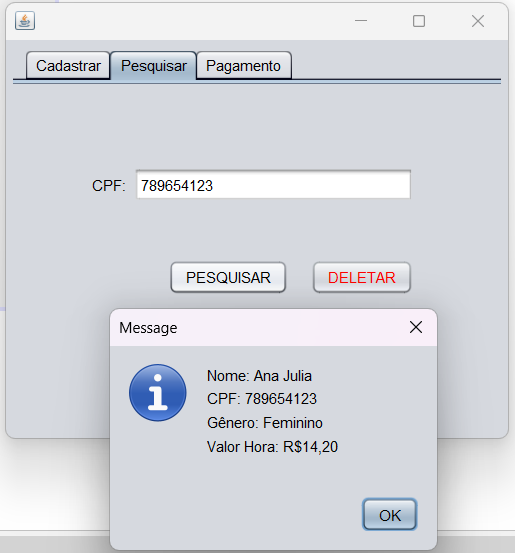 Cadastrar Pesquisar Pagamento
CPF: 789654123
PESQUISAR DELETAR
Message
Nome: Ana Julia
CPF: 789654123
Gênero: Feminino
Valor Hora: R$14,20
OK